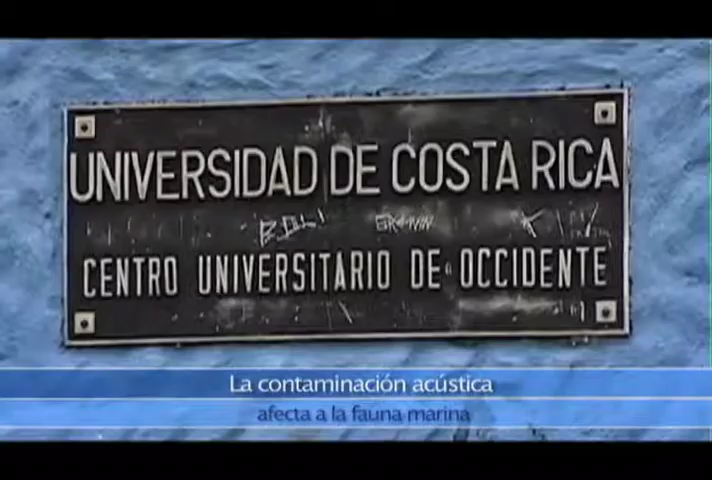 UNIVERSIDAD DE COSTA RICA
CENTRO UNIVERSITARIO DE OCCIDENTE
La contaminación acústica
afecta a la fauna marina